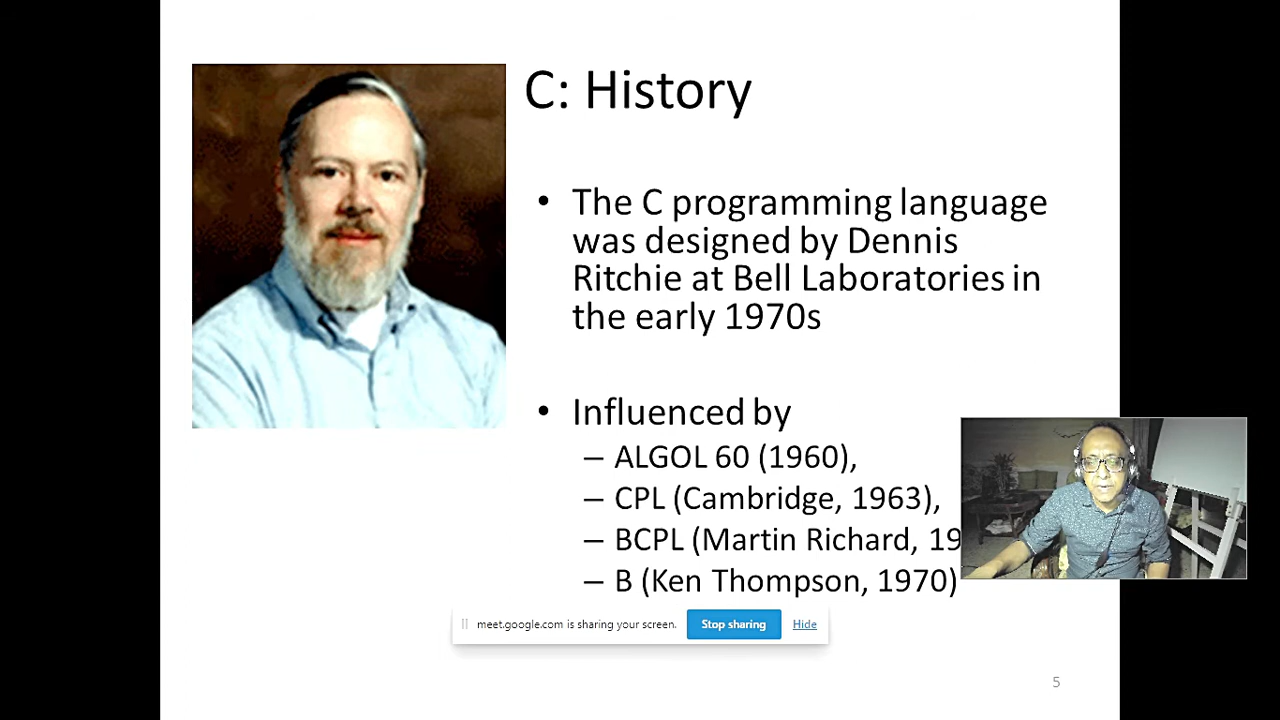 C: History
• The C programming language
was designed by Dennis
Ritchie at Bell Laboratories in
the early 1970s
• Influenced by
– ALGOL 60 (1960),
– CPL (Cambridge, 1963),
– BCPL (Martin Richard, 19
– B (Ken Thompson, 1970)
meet.google.com is sharing your screen. Stop sharing Hide
5